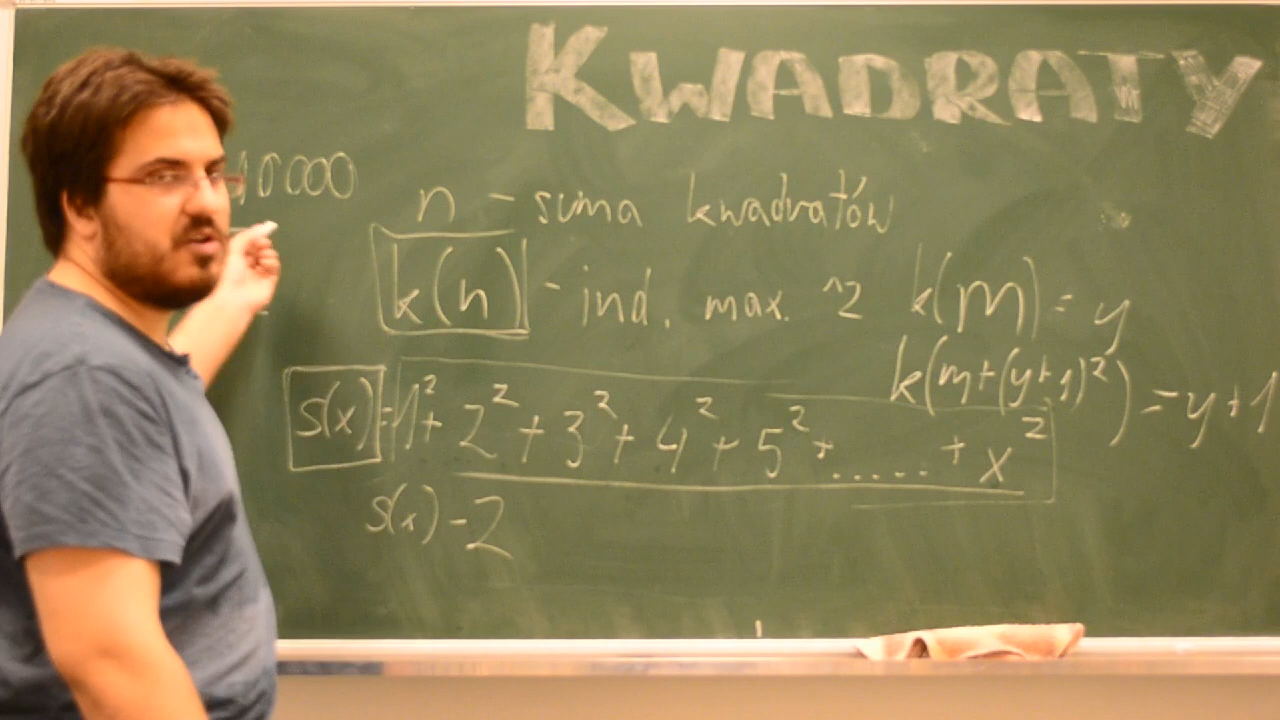 KWADRATY
10000
n - suma kwadratów
k(n) - ind. max. ^2 k(m) = y
k(m+(y+1)²) = y+1
s(x) = 1² + 2² + 3² + 4² + 5² + ...... + x²
s(x) - 2